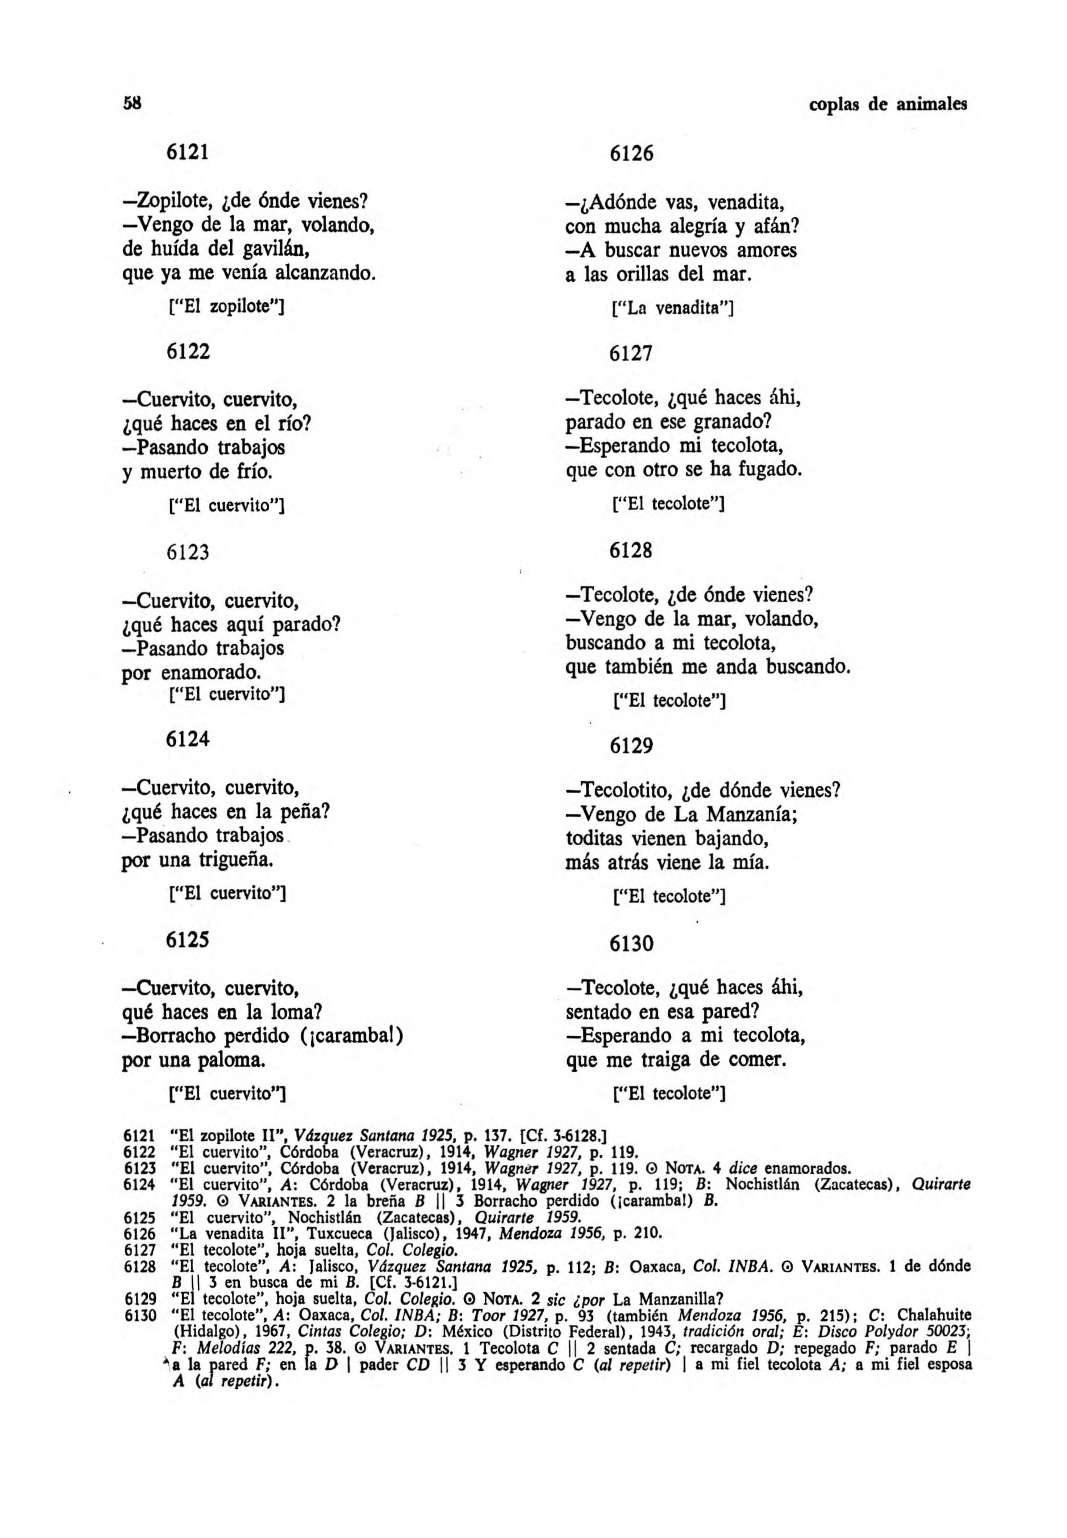 58
coplas de animales
6121
—Zopilote, ¿de ónde vienes?
—Vengo de la mar, volando,
de huída del gavilán,
que ya me venía alcanzando.
["El zopilote"]
6122
—Cuervito, cuervito,
¿qué haces en el río?
—Pasando trabajos
y muerto de frío.
["El cuervito"]
6123
—Cuervito, cuervito,
¿qué haces aquí parado?
—Pasando trabajos
por enamorado.
["El cuervito"]
6124
—Cuervito, cuervito,
¿qué haces en la peña?
—Pasando trabajos
por una trigueña.
["El cuervito"]
6125
—Cuervito, cuervito,
qué haces en la loma?
—Borracho perdido (¡caramba!)
por una paloma.
["El cuervito"]
6126
—¿Adónde vas, venadita,
con mucha alegría y afán?
—A buscar nuevos amores
a las orillas del mar.
["La venadita"]
6127
—Tecolote, ¿qué haces áhi,
parado en ese granado?
—Esperando mi tecolota,
que con otro se ha fugado.
["El tecolote"]
6128
—Tecolote, ¿de ónde vienes?
—Vengo de la mar, volando,
buscando a mi tecolota,
que también me anda buscando.
["El tecolote"]
6129
—Tecolotito, ¿de dónde vienes?
—Vengo de La Manzanía;
toditas vienen bajando,
más atrás viene la mía.
["El tecolote"]
6130
—Tecolote, ¿qué haces áhi,
sentado en esa pared?
—Esperando a mi tecolota,
que me traiga de comer.
["El tecolote"]
6121 "El zopilote II", Vázquez Santana 1925, p. 137. [Cf. 3-6128.]
6122 "El cuervito", Córdoba (Veracruz), 1914, Wagner 1927, p. 119.
6123 "El cuervito", Córdoba (Veracruz), 1914, Wagner 1927, p. 119. ⊙ NOTA. 4 dice enamorados.
6124 "El cuervito", A: Córdoba (Veracruz), 1914, Wagner 1927, p. 119; B: Nochistlán (Zacatecas), Quirarte
1959. ⊙ VARIANTES. 2 la breña B || 3 Borracho perdido (¡caramba!) B.
6125 "El cuervito", Nochistlán (Zacatecas), Quirarte 1959.
6126 "La venadita II", Tuxcueca (Jalisco), 1947, Mendoza 1956, p. 210.
6127 "El tecolote", hoja suelta, Col. Colegio.
6128 "El tecolote", A: Jalisco, Vázquez Santana 1925, p. 112; B: Oaxaca, Col. INBA. ⊙ VARIANTES. 1 de dónde
B || 3 en busca de mi B. [Cf. 3-6121.]
6129 "El tecolote", hoja suelta, Col. Colegio. ⊙ NOTA. 2 sic ¿por La Manzanilla?
6130 "El tecolote", A: Oaxaca, Col. INBA; B: Toor 1927, p. 93 (también Mendoza 1956, p. 215); C: Chalahuite
(Hidalgo), 1967, Cintas Colegio; D: México (Distrito Federal), 1943, tradición oral; E: Disco Polydor 50023;
F: Melodías 222, p. 38. ⊙ VARIANTES. 1 Tecolota C || 2 sentada C; recargado D; repegado F; parado E |
a la pared F; en la D | pader CD || 3 Y esperando C (al repetir) | a mi fiel tecolota A; a mi fiel esposa
A (al repetir).